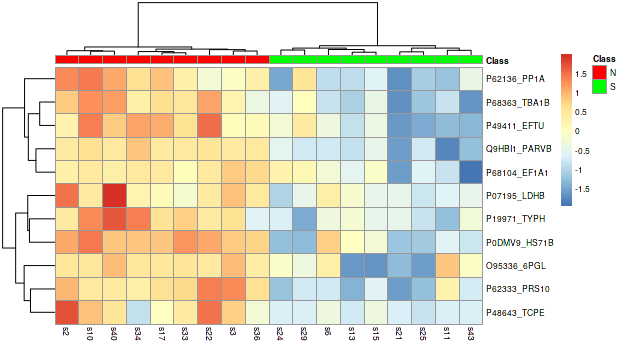 Class
Class
N
G
P62136_PP1A
P68363_TBA1B
P49411_EFTU
Q9HBI1_PARVB
P68104_EF1A1
P07195_LDHB
P19971_TYPH
P0DMV9_HS71B
O95336_6PGL
P62333_PRS10
P48643_TCPE
1.5
1
0.5
0
-0.5
-1
-1.5
s2 s10 s40 s34 s17 s33 s22 s3 s36 s24 s29 s6 s13 s15 s21 s25 s11 s43